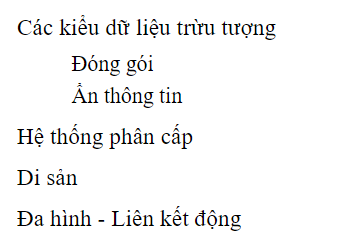 Các kiểu dữ liệu trừu tượng
Đóng gói
Ẩn thông tin
Hệ thống phân cấp
Di sản
Đa hình - Liên kết động